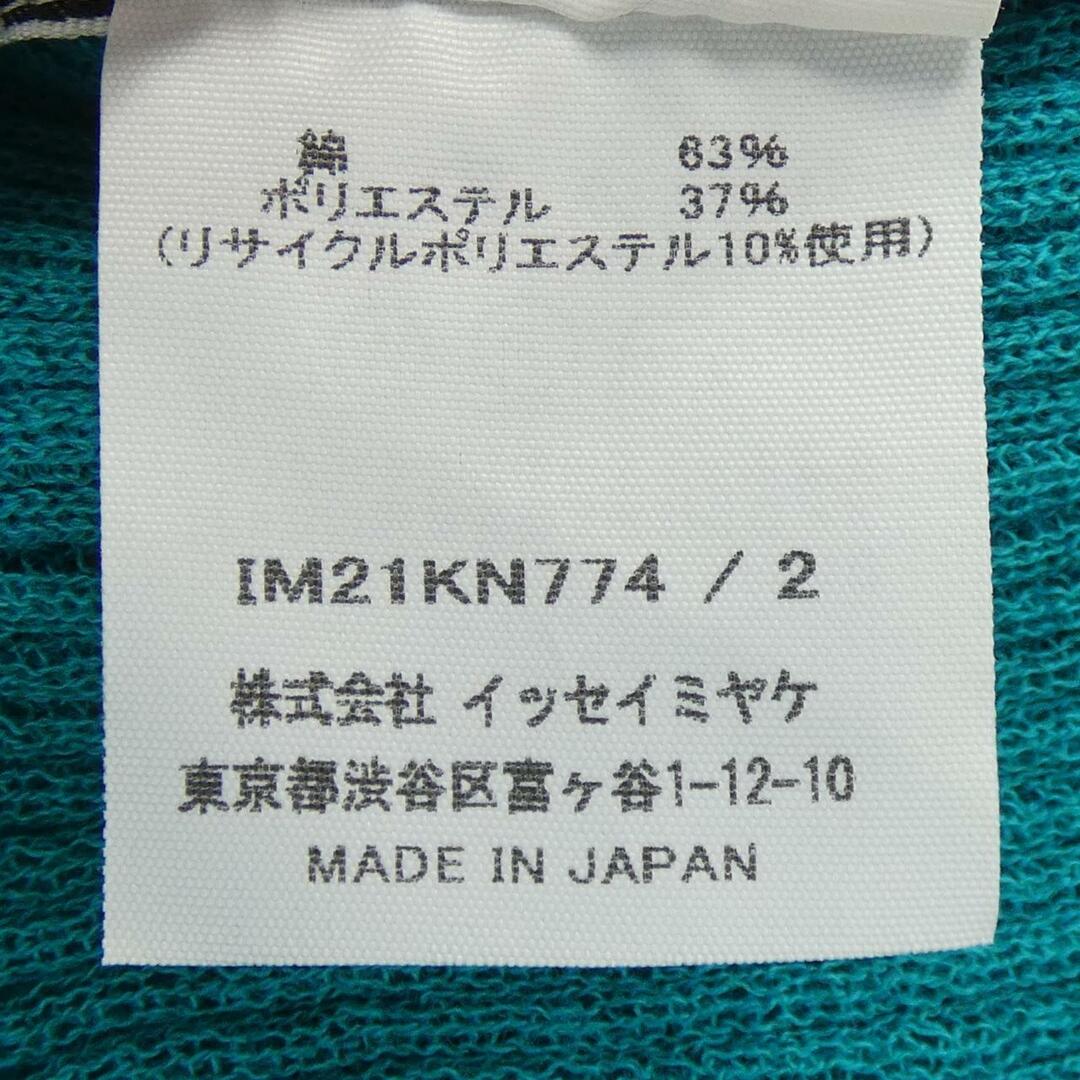 綿 63%
ポリエステル 37%
(リサイクルポリエステル10%使用)
IM21KN774 / 2
株式会社 イッセイミヤケ
東京都渋谷区富ヶ谷1-12-10
MADE IN JAPAN